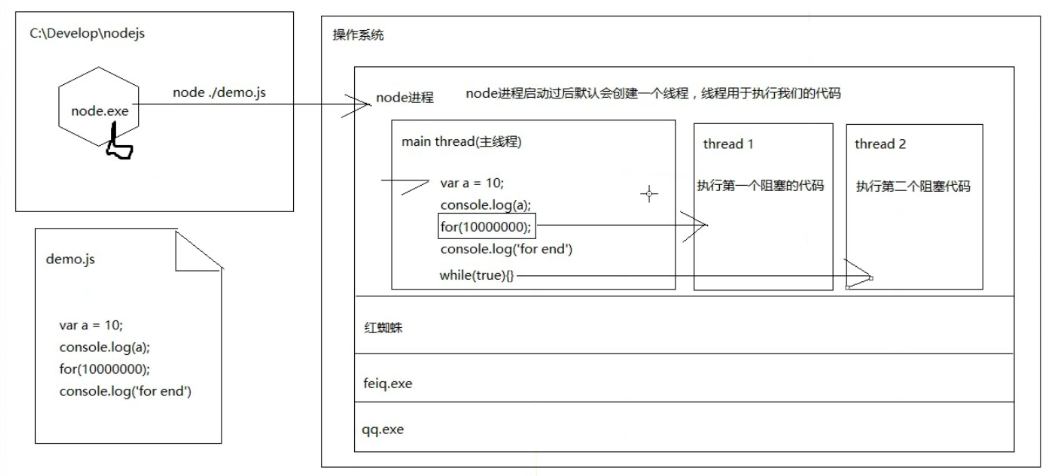 C:\Develop\nodejs
node.exe
node ./demo.js
demo.js
var a = 10;
console.log(a);
for(10000000);
console.log('for end')
操作系统
node进程
node进程启动过后默认会创建一个线程，线程用于执行我们的代码
main thread(主线程)
var a = 10;
console.log(a);
for(10000000);
console.log('for end')
while(true){}
thread 1
执行第一个阻塞的代码
thread 2
执行第二个阻塞代码
红蜘蛛
feiq.exe
qq.exe